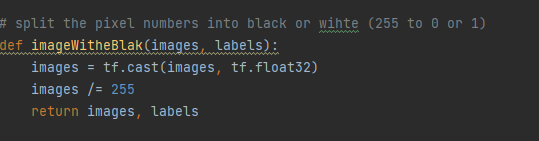 # split the pixel numbers into black or wihte (255 to 0 or 1)
def imageWitheBlak(images, labels):
    images = tf.cast(images, tf.float32)
    images /= 255
    return images, labels